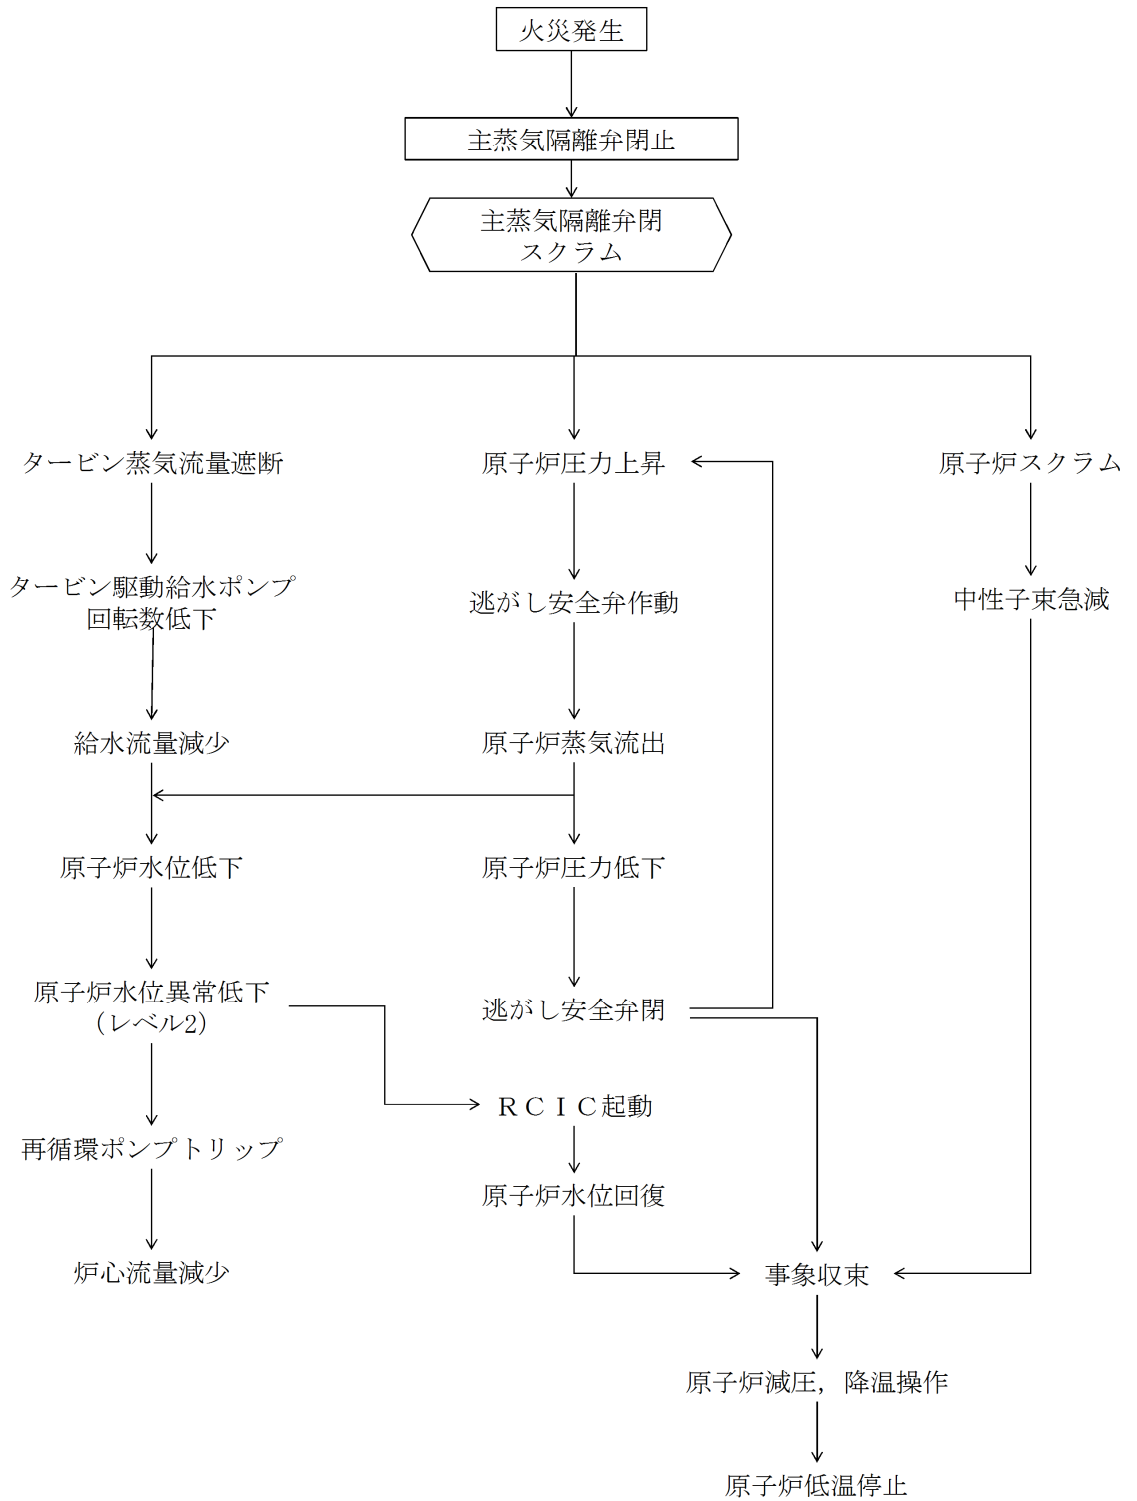 火災発生
主蒸気隔離弁閉止
主蒸気隔離弁閉
スクラム
タービン蒸気流量遮断
原子炉圧力上昇
原子炉スクラム
タービン駆動給水ポンプ
回転数低下
逃がし安全弁作動
中性子束急減
給水流量減少
原子炉蒸気流出
原子炉水位低下
原子炉圧力低下
原子炉水位異常低下
（レベル2）
逃がし安全弁閉
ＲＣＩＣ起動
再循環ポンプトリップ
原子炉水位回復
炉心流量減少
事象収束
原子炉減圧，降温操作
原子炉低温停止